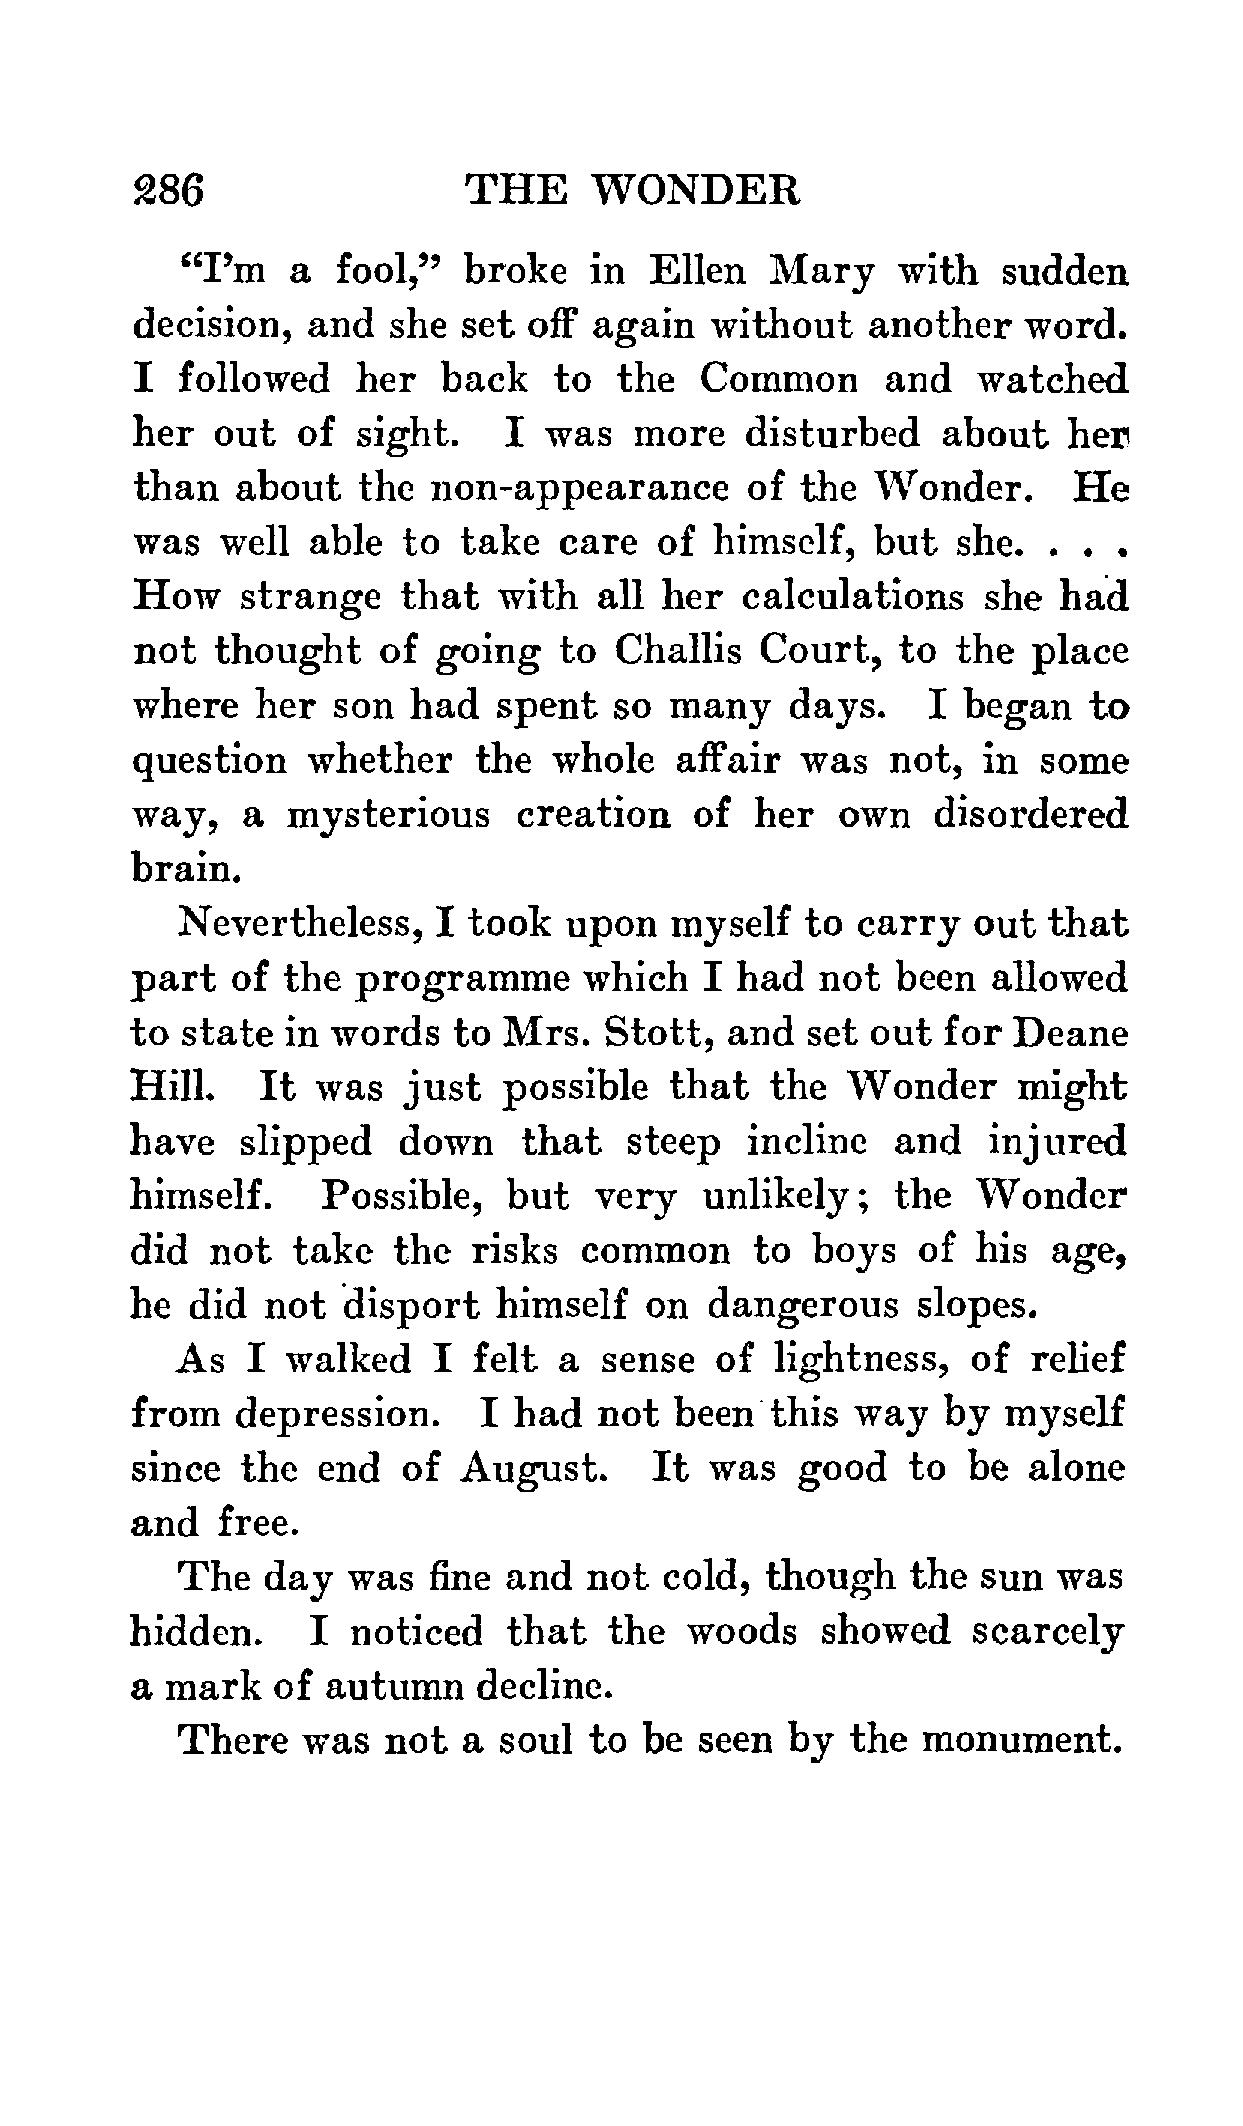 286 THE WONDER
“I’m a fool,” broke in Ellen Mary with sudden
decision, and she set off again without another word.
I followed her back to the Common and watched
her out of sight. I was more disturbed about her
than about the non-appearance of the Wonder. He
was well able to take care of himself, but she. . . .
How strange that with all her calculations she had
not thought of going to Challis Court, to the place
where her son had spent so many days. I began to
question whether the whole affair was not, in some
way, a mysterious creation of her own disordered
brain.
Nevertheless, I took upon myself to carry out that
part of the programme which I had not been allowed
to state in words to Mrs. Stott, and set out for Deane
Hill. It was just possible that the Wonder might
have slipped down that steep incline and injured
himself. Possible, but very unlikely; the Wonder
did not take the risks common to boys of his age,
he did not disport himself on dangerous slopes.
As I walked I felt a sense of lightness, of relief
from depression. I had not been this way by myself
since the end of August. It was good to be alone
and free.
The day was fine and not cold, though the sun was
hidden. I noticed that the woods showed scarcely
a mark of autumn decline.
There was not a soul to be seen by the monument.